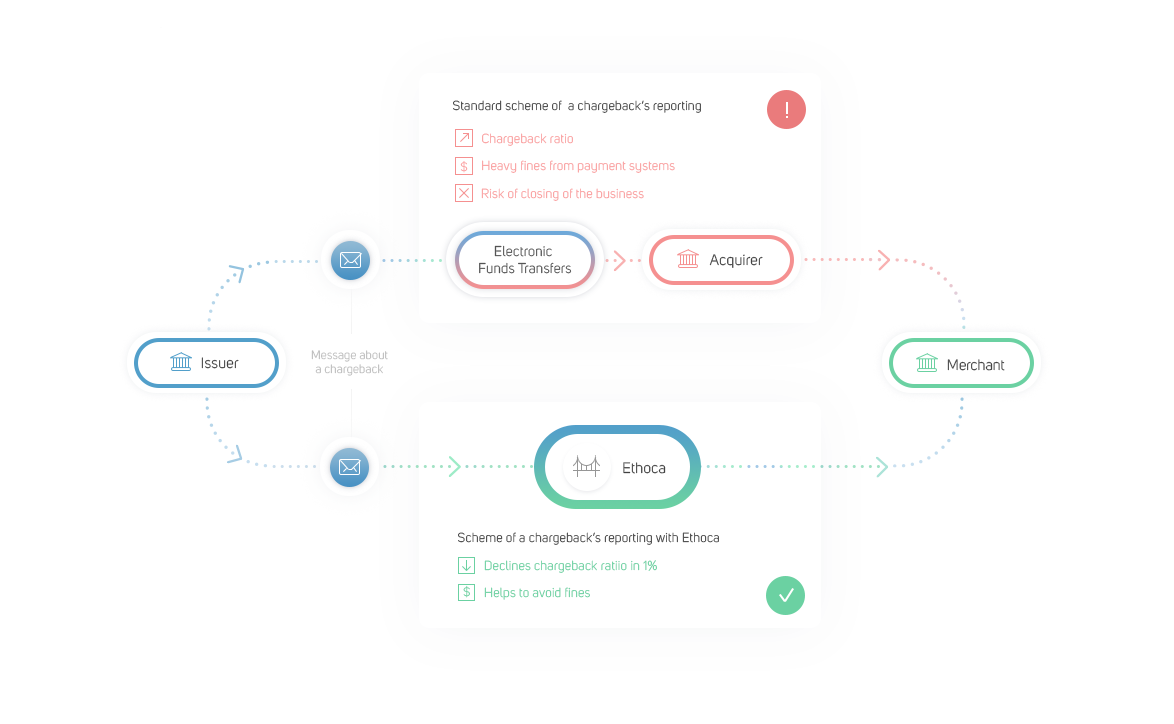 Standard scheme of a chargeback's reporting
Chargeback ratio
$ Heavy fines from payment systems
Risk of closing of the business
!
Electronic
Funds Transfers
Acquirer
Issuer
Message about
a chargeback
Merchant
Ethoca
Scheme of a chargeback's reporting with Ethoca
Declines chargeback ratiio in 1%
$ Helps to avoid fines